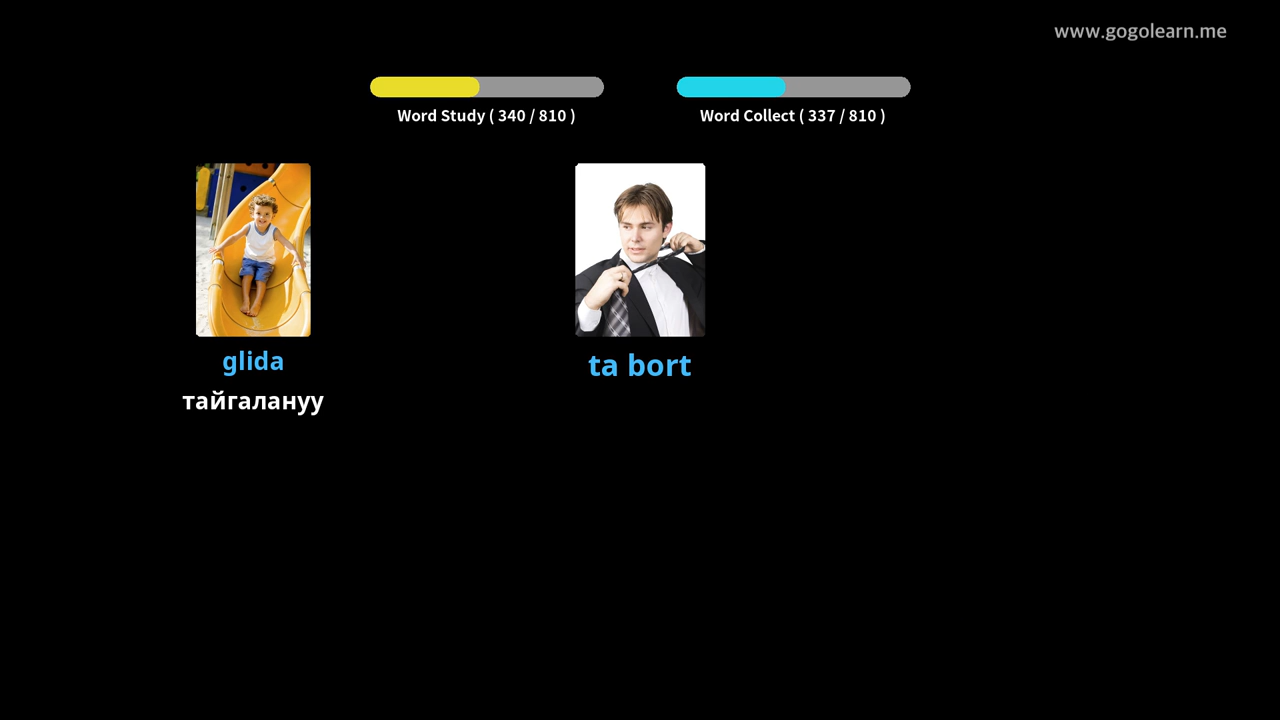 www.gogolearn.me
Word Study ( 340 / 810 )
Word Collect ( 337 / 810 )
glida
тайгалануу
ta bort